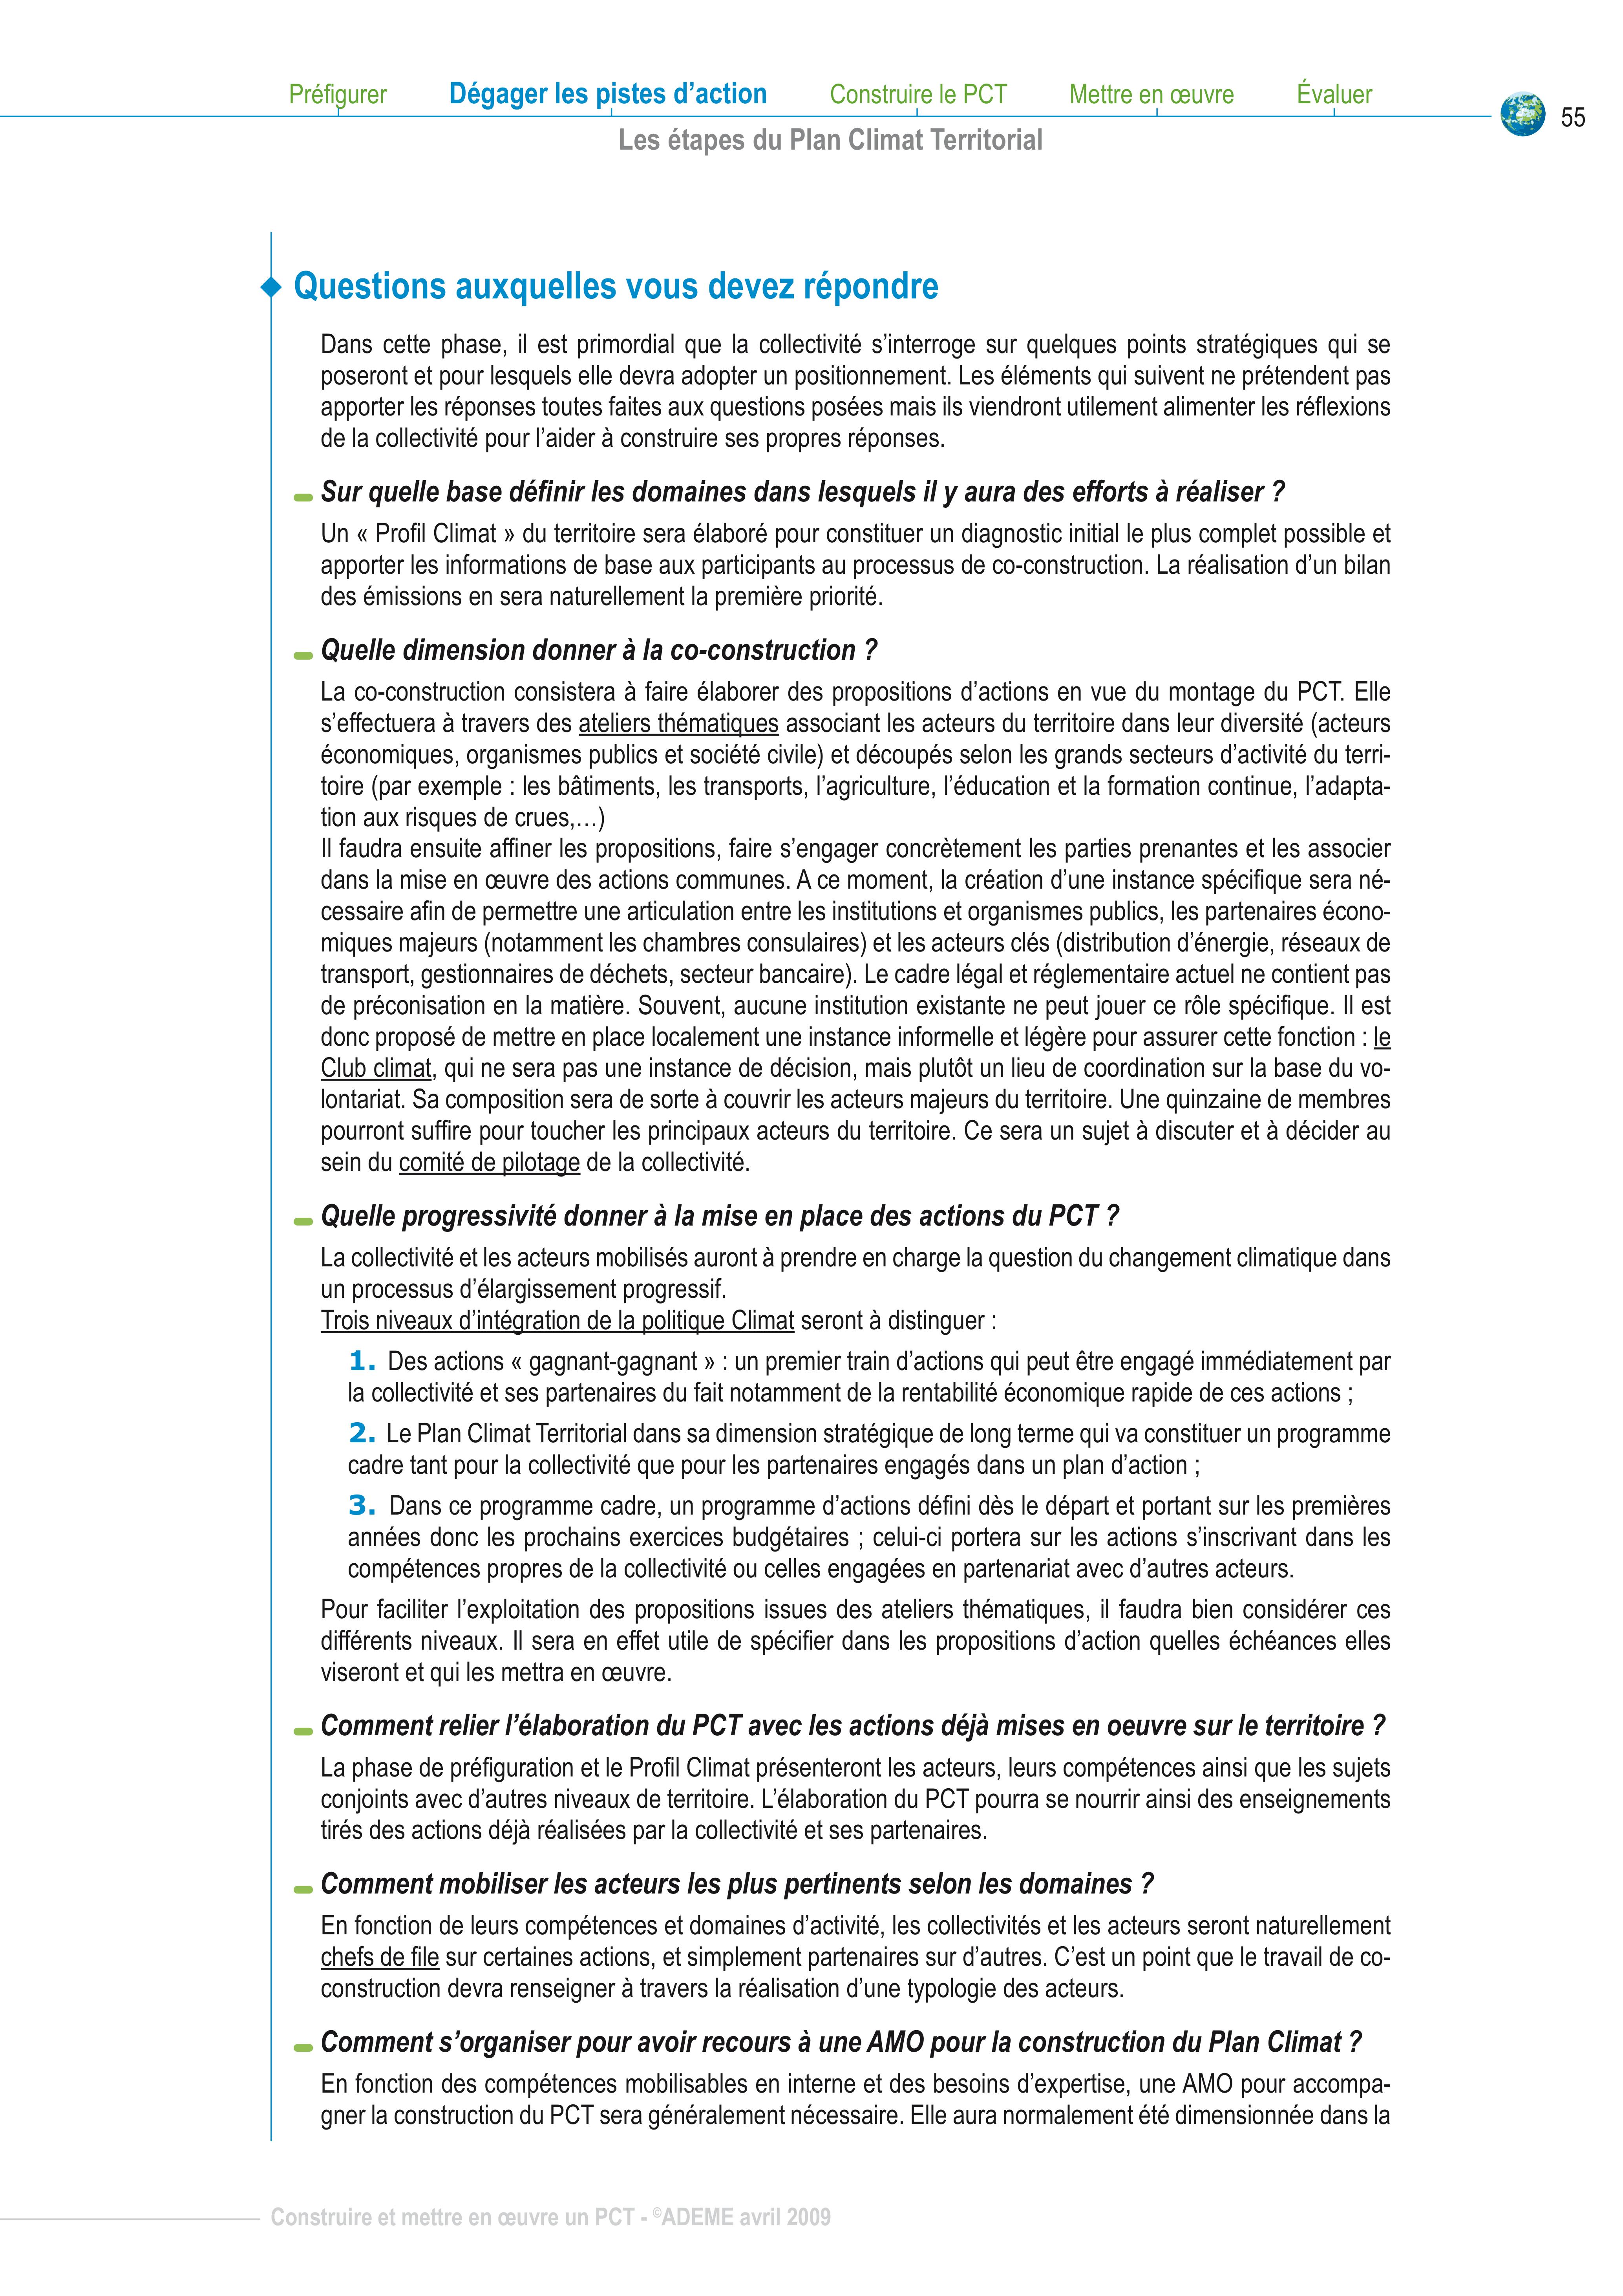 Préfigurer Dégager les pistes d’action Construire le PCT Mettre en œuvre Évaluer
55
Les étapes du Plan Climat Territorial
Questions auxquelles vous devez répondre
Dans cette phase, il est primordial que la collectivité s’interroge sur quelques points stratégiques qui se
poseront et pour lesquels elle devra adopter un positionnement. Les éléments qui suivent ne prétendent pas
apporter les réponses toutes faites aux questions posées mais ils viendront utilement alimenter les réflexions
de la collectivité pour l’aider à construire ses propres réponses.
Sur quelle base définir les domaines dans lesquels il y aura des efforts à réaliser ?
Un « Profil Climat » du territoire sera élaboré pour constituer un diagnostic initial le plus complet possible et
apporter les informations de base aux participants au processus de co-construction. La réalisation d’un bilan
des émissions en sera naturellement la première priorité.
Quelle dimension donner à la co-construction ?
La co-construction consistera à faire élaborer des propositions d’actions en vue du montage du PCT. Elle
s’effectuera à travers des ateliers thématiques associant les acteurs du territoire dans leur diversité (acteurs
économiques, organismes publics et société civile) et découpés selon les grands secteurs d’activité du terri-
toire (par exemple : les bâtiments, les transports, l’agriculture, l’éducation et la formation continue, l’adapta-
tion aux risques de crues,…)
Il faudra ensuite affiner les propositions, faire s’engager concrètement les parties prenantes et les associer
dans la mise en œuvre des actions communes. A ce moment, la création d’une instance spécifique sera né-
cessaire afin de permettre une articulation entre les institutions et organismes publics, les partenaires écono-
miques majeurs (notamment les chambres consulaires) et les acteurs clés (distribution d’énergie, réseaux de
transport, gestionnaires de déchets, secteur bancaire). Le cadre légal et réglementaire actuel ne contient pas
de préconisation en la matière. Souvent, aucune institution existante ne peut jouer ce rôle spécifique. Il est
donc proposé de mettre en place localement une instance informelle et légère pour assurer cette fonction : le
Club climat, qui ne sera pas une instance de décision, mais plutôt un lieu de coordination sur la base du vo-
lontariat. Sa composition sera de sorte à couvrir les acteurs majeurs du territoire. Une quinzaine de membres
pourront suffire pour toucher les principaux acteurs du territoire. Ce sera un sujet à discuter et à décider au
sein du comité de pilotage de la collectivité.
Quelle progressivité donner à la mise en place des actions du PCT ?
La collectivité et les acteurs mobilisés auront à prendre en charge la question du changement climatique dans
un processus d’élargissement progressif.
Trois niveaux d’intégration de la politique Climat seront à distinguer :
1. Des actions « gagnant-gagnant » : un premier train d’actions qui peut être engagé immédiatement par
la collectivité et ses partenaires du fait notamment de la rentabilité économique rapide de ces actions ;
2. Le Plan Climat Territorial dans sa dimension stratégique de long terme qui va constituer un programme
cadre tant pour la collectivité que pour les partenaires engagés dans un plan d’action ;
3. Dans ce programme cadre, un programme d’actions défini dès le départ et portant sur les premières
années donc les prochains exercices budgétaires ; celui-ci portera sur les actions s’inscrivant dans les
compétences propres de la collectivité ou celles engagées en partenariat avec d’autres acteurs.
Pour faciliter l’exploitation des propositions issues des ateliers thématiques, il faudra bien considérer ces
différents niveaux. Il sera en effet utile de spécifier dans les propositions d’action quelles échéances elles
viseront et qui les mettra en œuvre.
Comment relier l’élaboration du PCT avec les actions déjà mises en oeuvre sur le territoire ?
La phase de préfiguration et le Profil Climat présenteront les acteurs, leurs compétences ainsi que les sujets
conjoints avec d’autres niveaux de territoire. L’élaboration du PCT pourra se nourrir ainsi des enseignements
tirés des actions déjà réalisées par la collectivité et ses partenaires.
Comment mobiliser les acteurs les plus pertinents selon les domaines ?
En fonction de leurs compétences et domaines d’activité, les collectivités et les acteurs seront naturellement
chefs de file sur certaines actions, et simplement partenaires sur d’autres. C’est un point que le travail de co-
construction devra renseigner à travers la réalisation d’une typologie des acteurs.
Comment s’organiser pour avoir recours à une AMO pour la construction du Plan Climat ?
En fonction des compétences mobilisables en interne et des besoins d’expertise, une AMO pour accompa-
gner la construction du PCT sera généralement nécessaire. Elle aura normalement été dimensionnée dans la
Construire et mettre en œuvre un PCT - ©ADEME avril 2009